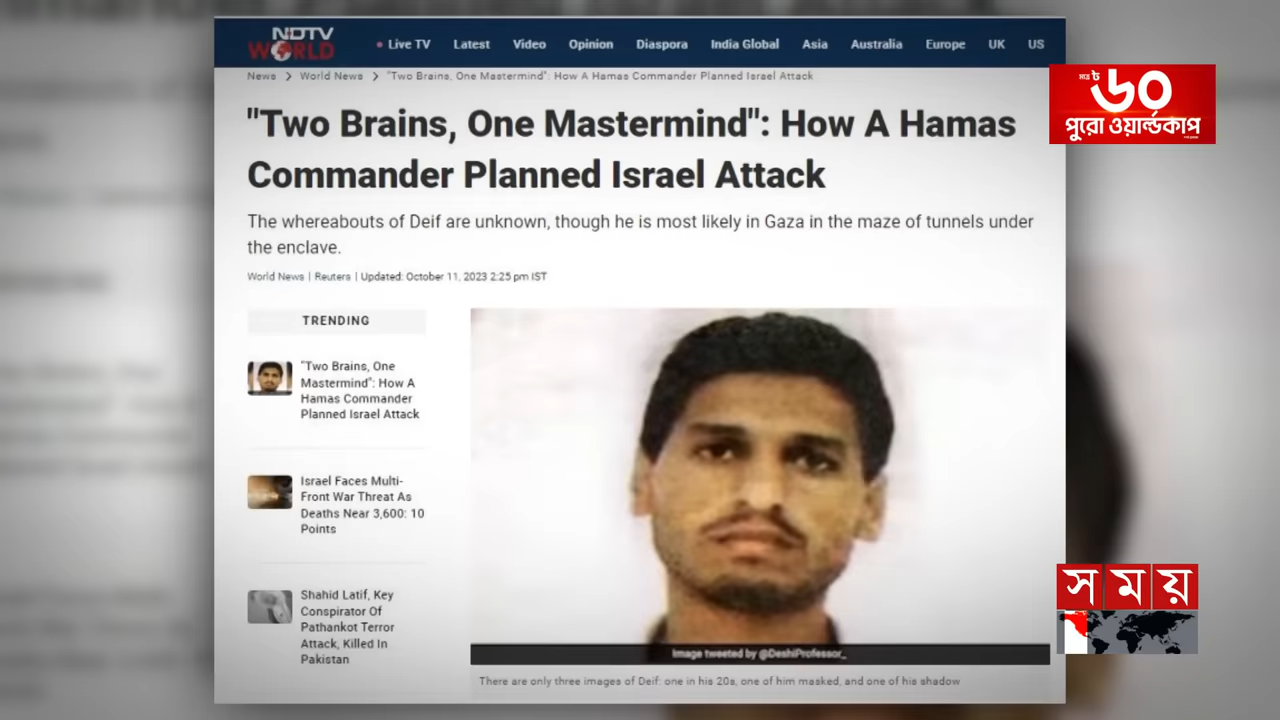 NDTV
WORLD
Live TV Latest Video Opinion Diaspora India Global Asia Australia Europe UK US
News > World News > "Two Brains, One Mastermind": How A Hamas Commander Planned Israel Attack
"Two Brains, One Mastermind": How A Hamas
Commander Planned Israel Attack
The whereabouts of Deif are unknown, though he is most likely in Gaza in the maze of tunnels under
the enclave.
World News | Reuters | Updated: October 11, 2023 2:25 pm IST
TRENDING
"Two Brains, One
Mastermind": How A
Hamas Commander
Planned Israel Attack
Israel Faces Multi-
Front War Threat As
Deaths Near 3,600: 10
Points
Shahid Latif, Key
Conspirator Of
Pathankot Terror
Attack, Killed In
Pakistan
Image tweeted by @DeshiProfessor_
There are only three images of Deif: one in his 20s, one of him masked, and one of his shadow
মাত্র ৳ ৬০
পুরো ওয়ার্ল্ডকাপ
সময়